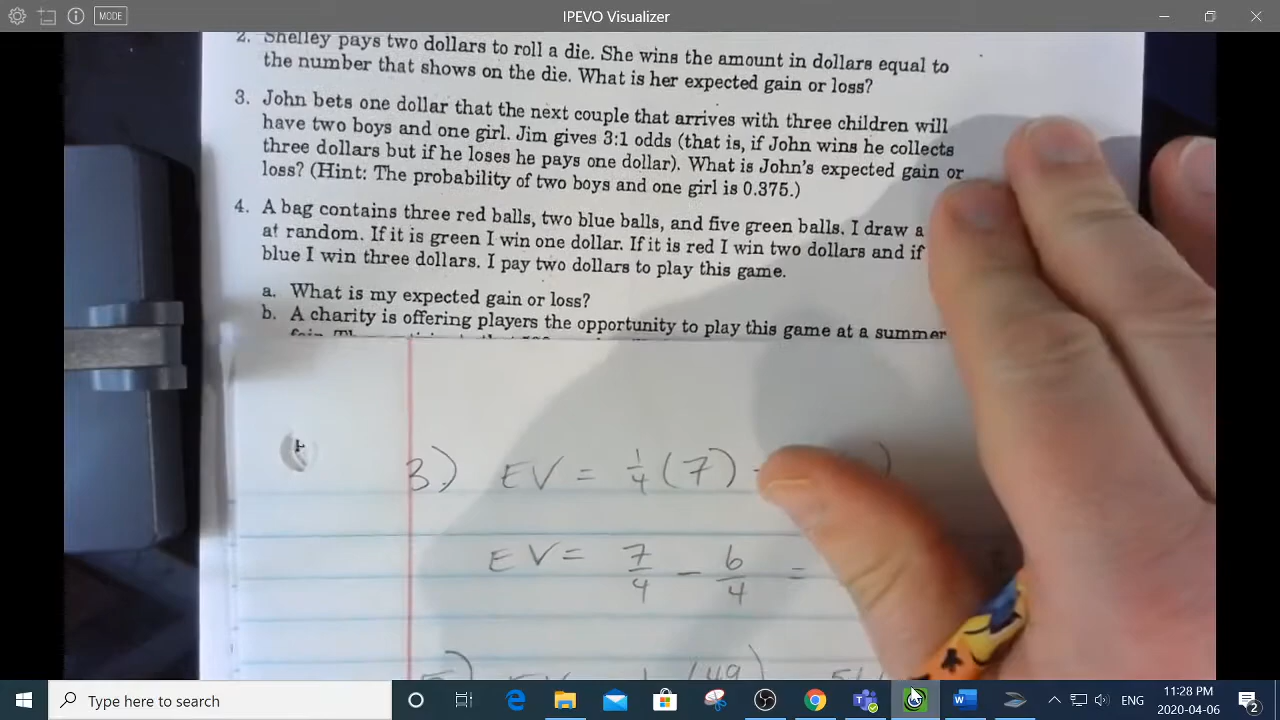 IPEVO Visualizer
MODE
2. Shelley pays two dollars to roll a die. She wins the amount in dollars equal to
the number that shows on the die. What is her expected gain or loss?
3. John bets one dollar that the next couple that arrives with three children will
have two boys and one girl. Jim gives 3:1 odds (that is, if John wins he collects
three dollars but if he loses he pays one dollar). What is John's expected gain or
loss? (Hint: The probability of two boys and one girl is 0.375.)
4. A bag contains three red balls, two blue balls, and five green balls. I draw a
at random. If it is green I win one dollar. If it is red I win two dollars and if
blue I win three dollars. I pay two dollars to play this game.
a. What is my expected gain or loss?
b. A charity is offering players the opportunity to play this game at a summer
3.) EV = 1/4 (7) -
EV = 7/4 - 6/4 =
(49)
Type here to search
ENG
11:28 PM
2020-04-06
2